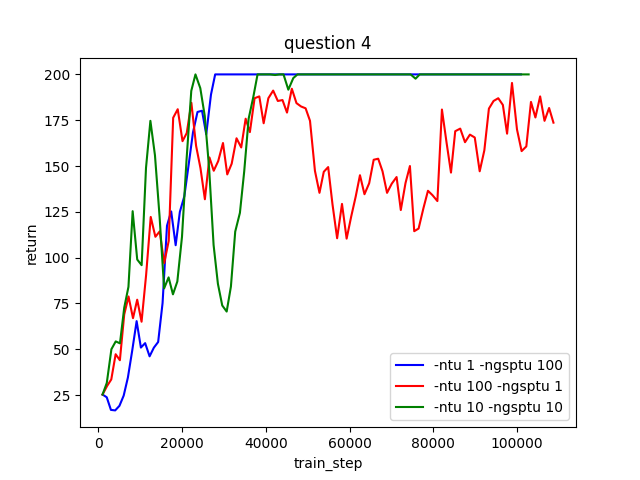 question 4
return
200
175
150
125
100
75
50
25
-ntu 1 -ngsptu 100
-ntu 100 -ngsptu 1
-ntu 10 -ngsptu 10
0 20000 40000 60000 80000 100000
train_step